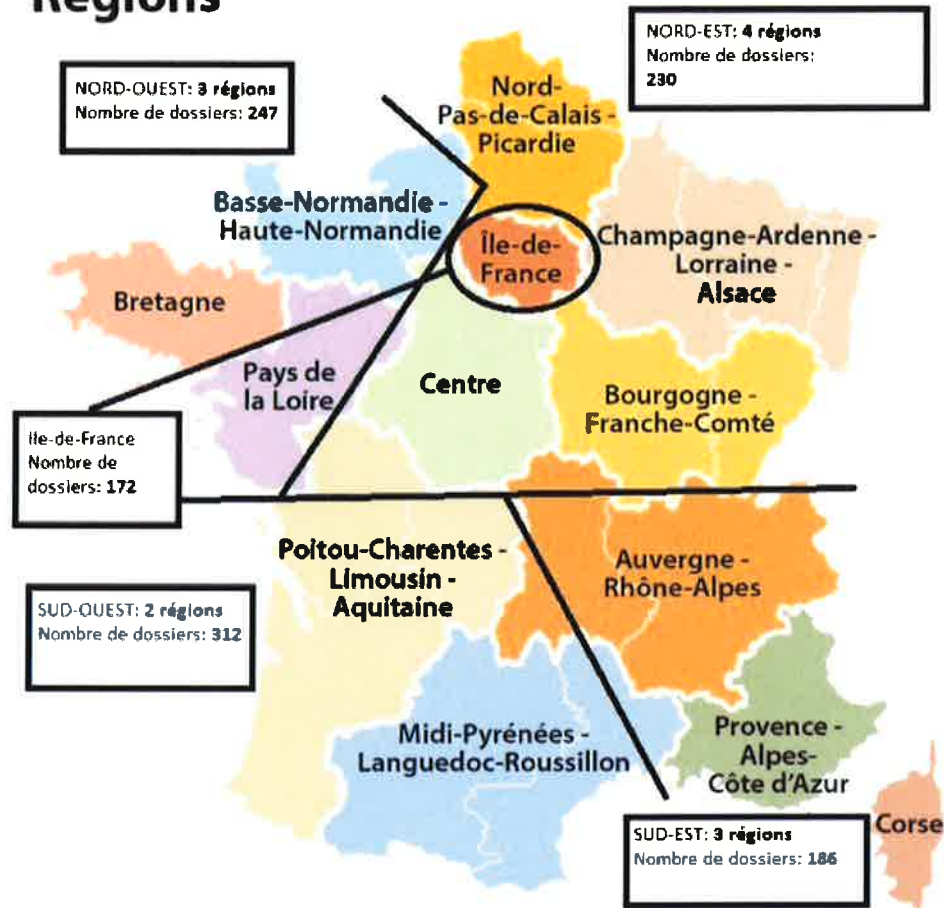 Régions
NORD-EST: 4 régions
Nombre de dossiers:
230
NORD-OUEST: 3 régions
Nombre de dossiers: 247
Nord-
Pas-de-Calais -
Picardie
Basse-Normandie -
Haute-Normandie
Île-de-
France
Champagne-Ardenne -
Lorraine -
Alsace
Bretagne
Pays de
la Loire
Centre
Bourgogne -
Franche-Comté
Ile-de-France
Nombre de
dossiers: 172
Poitou-Charentes -
Limousin -
Aquitaine
Auvergne -
Rhône-Alpes
SUD-OUEST: 2 régions
Nombre de dossiers: 312
Midi-Pyrénées -
Languedoc-Roussillon
Provence -
Alpes-
Côte d'Azur
Corse
SUD-EST: 3 régions
Nombre de dossiers: 186